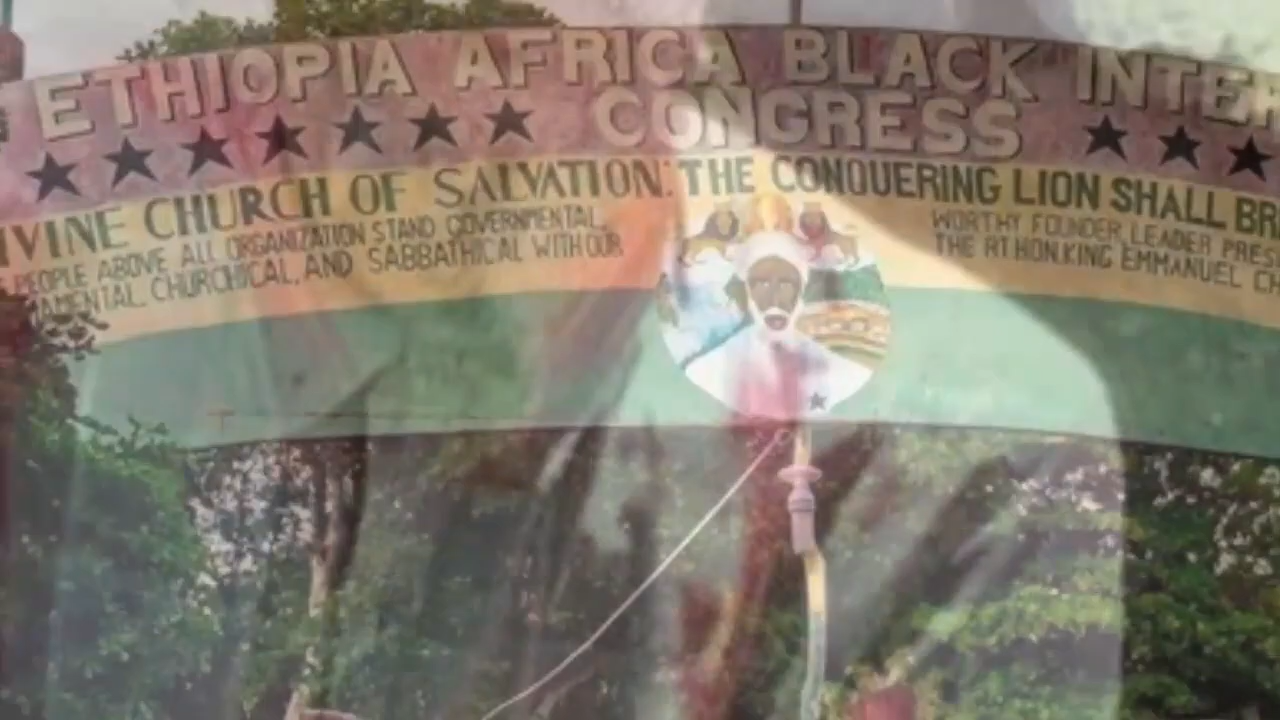 ETHIOPIA AFRICA BLACK INTER
CONGRESS
IVINE CHURCH OF SALVATION: THE CONQUERING LION SHALL BR
PEOPLE ABOVE ALL ORGANIZATION STAND GOVERNMENTAL,
AMENTAL, CHURCHICAL, AND SABBATHICAL WITH OUR
WORTHY FOUNDER, LEADER PRES
THE RT HON. KING EMMANUEL CH